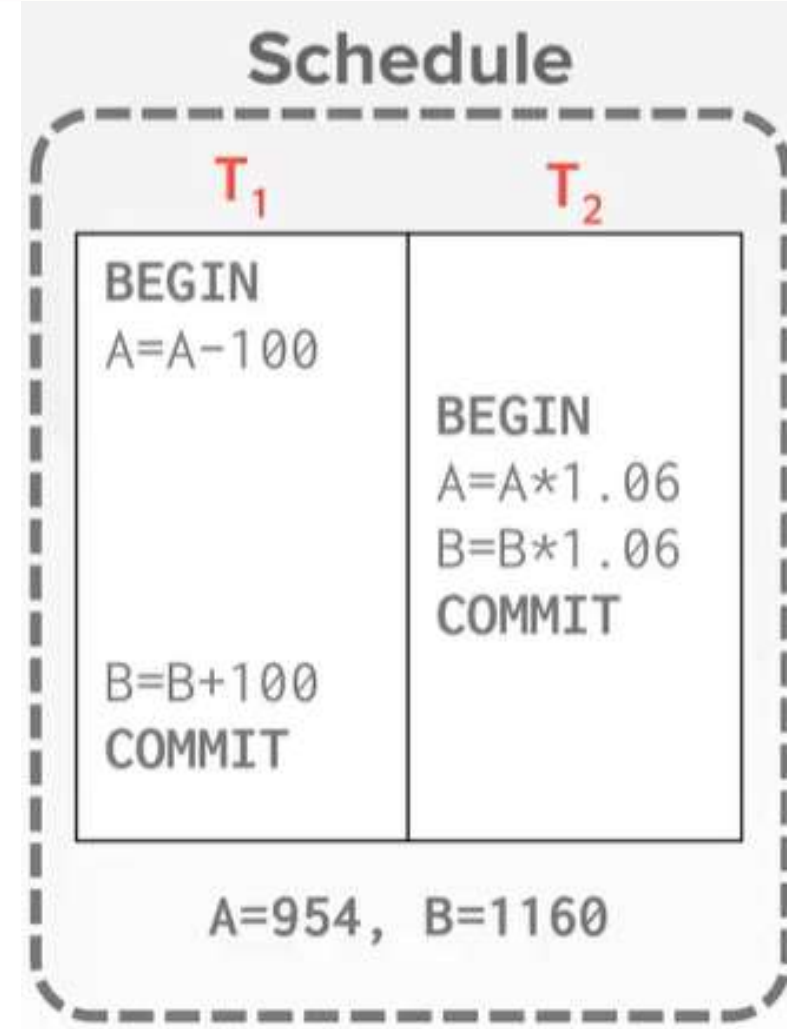 Schedule
T₁ T₂
BEGIN
A=A-100
BEGIN
A=A*1.06
B=B*1.06
COMMIT
B=B+100
COMMIT
A=954, B=1160